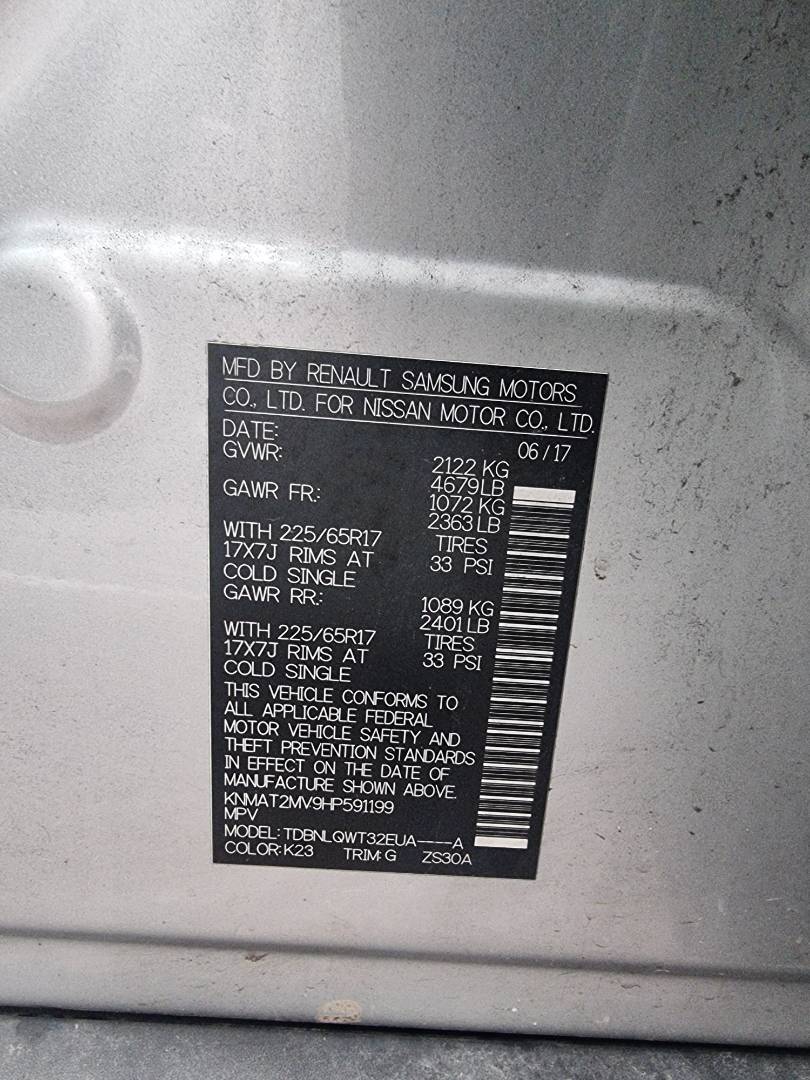 MFD BY RENAULT SAMSUNG MOTORS
CO., LTD. FOR NISSAN MOTOR CO., LTD.
DATE: 06/17
GVWR: 2122 KG
4679LB
GAWR FR.: 1072 KG
2363LB
WITH 225/65R17 TIRES
17X7J RIMS AT 33 PSI
COLD SINGLE
GAWR RR.: 1089 KG
2401LB
WITH 225/65R17 TIRES
17X7J RIMS AT 33 PSI
COLD SINGLE
THIS VEHICLE CONFORMS TO
ALL APPLICABLE FEDERAL
MOTOR VEHICLE SAFETY AND
THEFT PREVENTION STANDARDS
IN EFFECT ON THE DATE OF
MANUFACTURE SHOWN ABOVE.
KNMAT2MV9HP591199
MPV
MODEL: TDBNLQWT32EUA----A
COLOR: K23 TRIM: G ZS30A